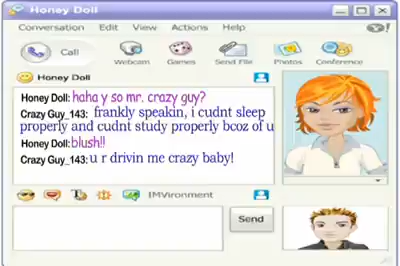 Honey Doll
Conversation Edit View Actions Help
Call Webcam Games Send File Photos Conference
Honey Doll
Honey Doll: haha y so mr. crazy guy?
Crazy Guy_143: frankly speakin, i cudnt sleep
properly and cudnt study properly bcoz of u
Honey Doll: blush!!
Crazy Guy_143: u r drivin me crazy baby!
IMVironment
Send